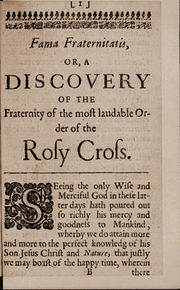 [ 1 ]
Fama Fraternitatis,
OR, A
DISCOVERY
OF THE
Fraternity of the moſt laudable Or-
der of the
Roſy Croſs.
SEeing the only Wiſe and
Merciful God in theſe lat-
ter days hath poured out
ſo richly his mercy and
goodneſs to Mankind,
wherby we do attain more
and more to the perfect knowledg of his
Son Jeſus Chriſt and Nature, that juſtly
we may boaſt of the happy time, wherein
B there